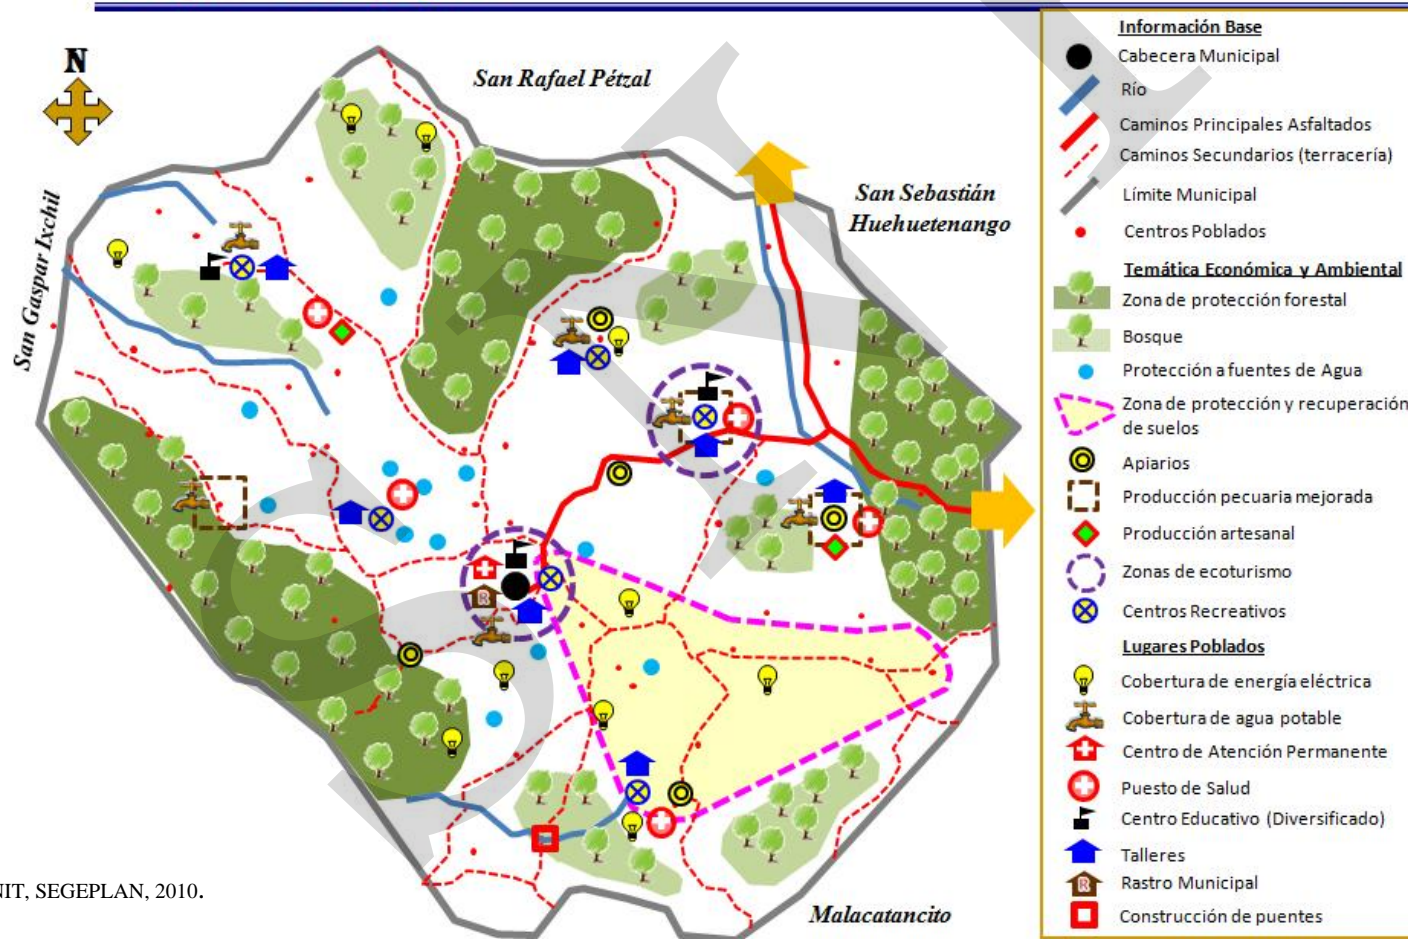 N
San Rafael Pétzal
San Sebastián
Huehuetenango
San Gaspar Ixchil
Malacatancito
NIT, SEGEPLAN, 2010.
Información Base
Cabecera Municipal
Río
Caminos Principales Asfaltados
Caminos Secundarios (terracería)
Límite Municipal
Centros Poblados
Temática Económica y Ambiental
Zona de protección forestal
Bosque
Protección a fuentes de Agua
Zona de protección y recuperación
de suelos
Apiarios
Producción pecuaria mejorada
Producción artesanal
Zonas de ecoturismo
Centros Recreativos
Lugares Poblados
Cobertura de energía eléctrica
Cobertura de agua potable
Centro de Atención Permanente
Puesto de Salud
Centro Educativo (Diversificado)
Talleres
R
Rastro Municipal
Construcción de puentes
R